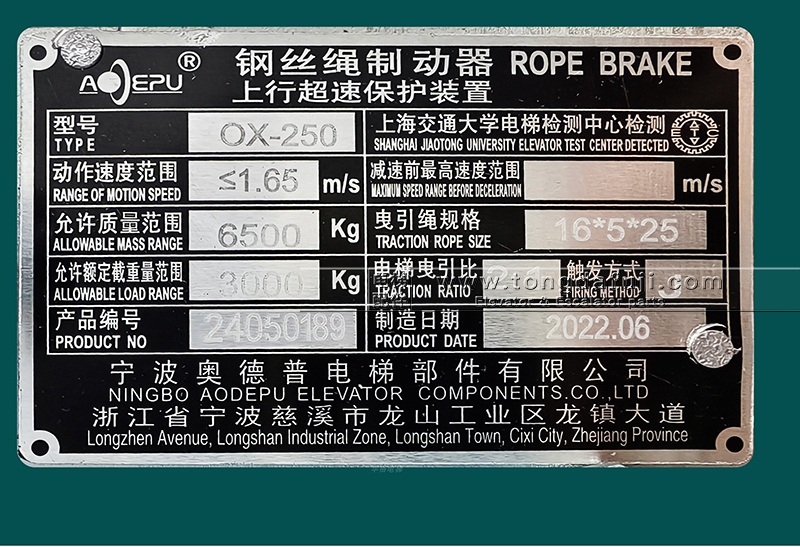 AODEPU ® 钢丝绳制动器 ROPE BRAKE
上行超速保护装置
型号 TYPE OX-250 上海交通大学电梯检测中心检测 SHANGHAI JIAOTONG UNIVERSITY ELEVATOR TEST CENTER DETECTED ETC
动作速度范围 RANGE OF MOTION SPEED ≤1.65 m/s 减速前最高速度范围 MAXIMUM SPEED RANGE BEFORE DECELERATION m/s
允许质量范围 ALLOWABLE MASS RANGE 6500 Kg 曳引绳规格 TRACTION ROPE SIZE 16*5*25
允许额定载重量范围 ALLOWABLE LOAD RANGE 3000 Kg 电梯曳引比 TRACTION RATIO 2:1 触发方式 FIRING METHOD
Elevator & Escalator parts
产品编号 PRODUCT NO 24050189 制造日期 PRODUCT DATE 2022.06
宁波奥德普电梯部件有限公司
NINGBO AODEPU ELEVATOR COMPONENTS.CO.,LTD
浙江省宁波慈溪市龙山工业区龙镇大道
Longzhen Avenue, Longshan Industrial Zone, Longshan Town, Cixi City, Zhejiang Province